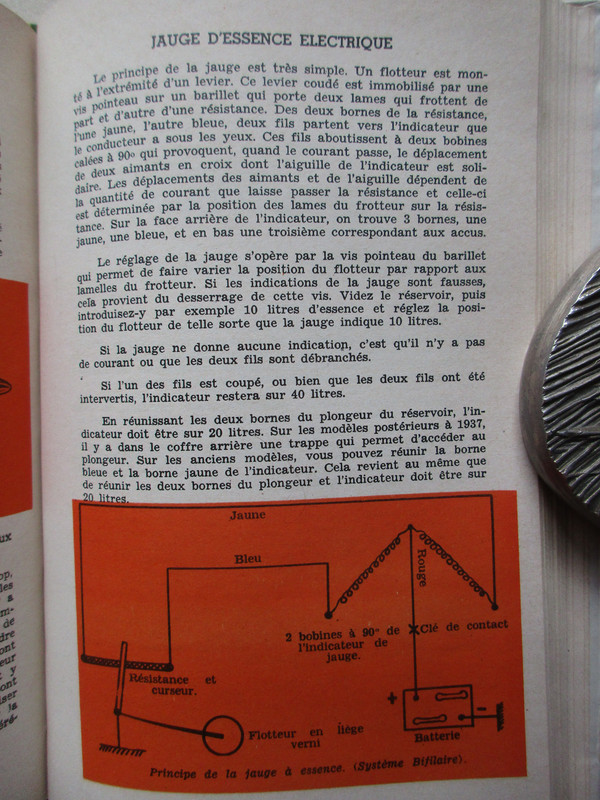 JAUGE D'ESSENCE ELECTRIQUE
Le principe de la jauge est très simple. Un flotteur est mon-
té à l'extrémité d'un levier. Ce levier coudé est immobilisé par une
vis pointeau sur un barillet qui porte deux lames qui frottent de
part et d'autre d'une résistance. Des deux bornes de la résistance,
l'une jaune, l'autre bleue, deux fils partent vers l'indicateur que
le conducteur a sous les yeux. Ces fils aboutissent à deux bobines
calées à 90° qui provoquent, quand le courant passe, le déplacement
de deux aimants en croix dont l'aiguille de l'indicateur est soli-
daire. Les déplacements des aimants et de l'aiguille dépendent de
la quantité de courant que laisse passer la résistance et celle-ci
est déterminée par la position des lames du frotteur sur la résis-
tance. Sur la face arrière de l'indicateur, on trouve 3 bornes, une
jaune, une bleue, et en bas une troisième correspondant aux accus.
Le réglage de la jauge s'opère par la vis pointeau du barillet
qui permet de faire varier la position du flotteur par rapport aux
lamelles du frotteur. Si les indications de la jauge sont fausses,
cela provient du desserrage de cette vis. Videz le réservoir, puis
introduisez-y par exemple 10 litres d'essence et réglez la posi-
tion du flotteur de telle sorte que la jauge indique 10 litres.
Si la jauge ne donne aucune indication, c'est qu'il n'y a pas
de courant ou que les deux fils sont débranchés.
Si l'un des fils est coupé, ou bien que les deux fils ont été
intervertis, l'indicateur restera sur 40 litres.
En réunissant les deux bornes du plongeur du réservoir, l'in-
dicateur doit être sur 20 litres. Sur les modèles postérieurs à 1937,
il y a dans le coffre arrière une trappe qui permet d'accéder au
plongeur. Sur les anciens modèles, vous pouvez réunir la borne
bleue et la borne jaune de l'indicateur. Cela revient au même que
de réunir les deux bornes du plongeur et l'indicateur doit être sur
20 litres.
Jaune
Bleu
Rouge
2 bobines à 90° de
l'indicateur de
jauge.
Clé de contact
Résistance et
curseur.
+
-
Batterie
Flotteur en liège
verni
Principe de la jauge à essence. (Système Bifilaire).